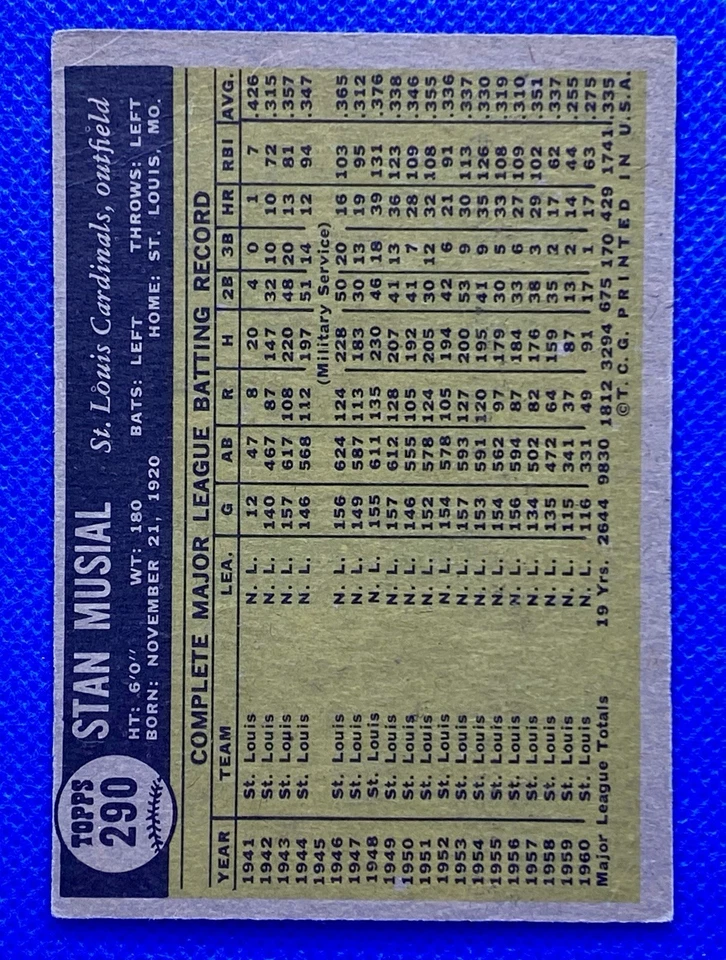 TOPPS
290
STAN MUSIAL St. Louis Cardinals, outfield
HT: 6'0" WT: 180 BATS: LEFT THROWS: LEFT
BORN: NOVEMBER 21, 1920 HOME: ST. LOUIS, MO.
COMPLETE MAJOR LEAGUE BATTING RECORD
YEAR TEAM LEA. G AB R H 2B 3B HR RBI AVG.
1941 St. Louis N. L. 12 47 8 20 4 0 1 7 .426
1942 St. Louis N. L. 140 467 87 147 32 10 10 72 .315
1943 St. Louis N. L. 157 617 108 220 48 20 13 81 .357
1944 St. Louis N. L. 146 568 112 197 51 14 12 94 .347
1945 (Military Service)
1946 St. Louis N. L. 156 624 124 228 50 20 16 103 .365
1947 St. Louis N. L. 149 587 113 183 30 13 19 95 .312
1948 St. Louis N. L. 155 611 135 230 46 18 39 131 .376
1949 St. Louis N. L. 157 612 128 207 41 13 36 123 .338
1950 St. Louis N. L. 146 555 105 192 41 7 28 109 .346
1951 St. Louis N. L. 152 578 124 205 30 12 32 108 .355
1952 St. Louis N. L. 154 578 105 194 42 6 21 91 .336
1953 St. Louis N. L. 157 593 127 200 53 9 30 113 .337
1954 St. Louis N. L. 153 591 120 195 41 9 35 126 .330
1955 St. Louis N. L. 154 562 97 179 30 5 33 108 .319
1956 St. Louis N. L. 156 594 87 184 33 6 27 109 .310
1957 St. Louis N. L. 134 502 82 176 38 3 29 102 .351
1958 St. Louis N. L. 135 472 64 159 35 2 17 62 .337
1959 St. Louis N. L. 115 341 37 87 13 2 14 44 .255
1960 St. Louis N. L. 116 331 49 91 17 1 17 63 .275
Major League Totals 19 Yrs. 2644 9830 1812 3294 675 170 429 1741 .335
©T.C.G. PRINTED IN U.S.A.